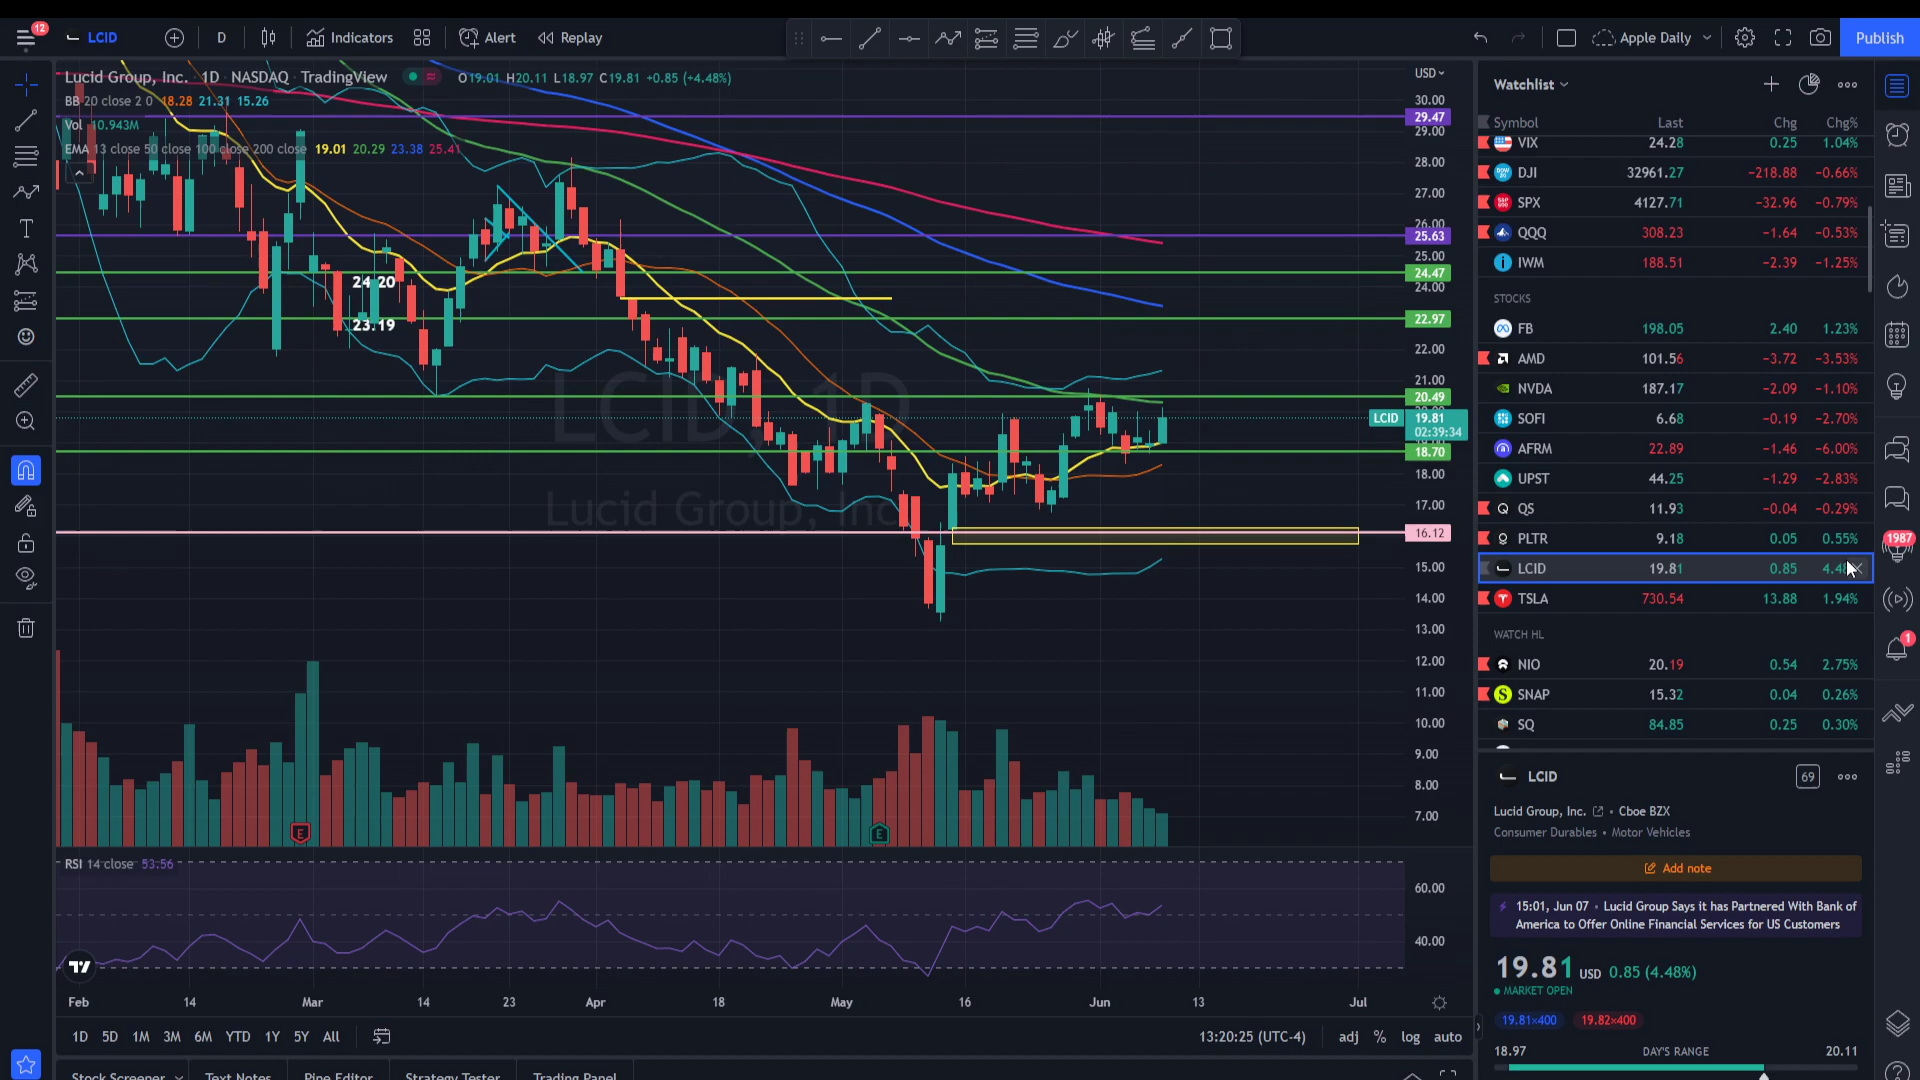 12
LCID
D
Indicators
Alert
Replay
Apple Daily
Publish
Lucid Group, Inc. · 1D · NASDAQ · TradingView
O19.01 H20.11 L18.97 C19.81 +0.85 (+4.48%)
BB 20 close 2 0 18.28 21.31 15.26
Vol 10.943M
EMA 13 close 50 close 100 close 200 close 19.01 20.29 23.38 25.41
24.20
23.19
LCID, 1D
Lucid Group, Inc.
USD
30.00
29.47
29.00
28.00
27.00
26.00
25.63
25.00
24.47
24.00
22.97
22.00
21.00
20.49
LCID 19.81
02:39:34
18.70
18.00
17.00
16.12
15.00
14.00
13.00
12.00
11.00
10.00
9.00
8.00
7.00
E
E
RSI 14 close 53.56
60.00
40.00
Feb 14 Mar 14 23 Apr 18 May 16 Jun 13 Jul
1D 5D 1M 3M 6M YTD 1Y 5Y All
13:20:25 (UTC-4) adj % log auto
Stock Screener Text Notes Pine Editor Strategy Tester Trading Panel
Watchlist
Symbol Last Chg Chg%
VIX 24.28 0.25 1.04%
DJI 32961.27 −218.88 −0.66%
SPX 4127.71 −32.96 −0.79%
QQQ 308.23 −1.64 −0.53%
IWM 188.51 −2.39 −1.25%
STOCKS
FB 198.05 2.40 1.23%
AMD 101.56 −3.72 −3.53%
NVDA 187.17 −2.09 −1.10%
SOFI 6.68 −0.19 −2.70%
AFRM 22.89 −1.46 −6.00%
UPST 44.25 −1.29 −2.83%
QS 11.93 −0.04 −0.29%
PLTR 9.18 0.05 0.55%
LCID 19.81 0.85
TSLA 730.54 13.88 1.94%
WATCH HL
NIO 20.19 0.54 2.75%
SNAP 15.32 0.04 0.26%
SQ 84.85 0.25 0.30%
LCID
69
Lucid Group, Inc. • Cboe BZX
Consumer Durables • Motor Vehicles
Add note
15:01, Jun 07 · Lucid Group Says it has Partnered With Bank of
America to Offer Online Financial Services for US Customers
19.81 USD 0.85 (4.48%)
MARKET OPEN
19.81×400 19.82×400
18.97 DAY'S RANGE 20.11
1987
1